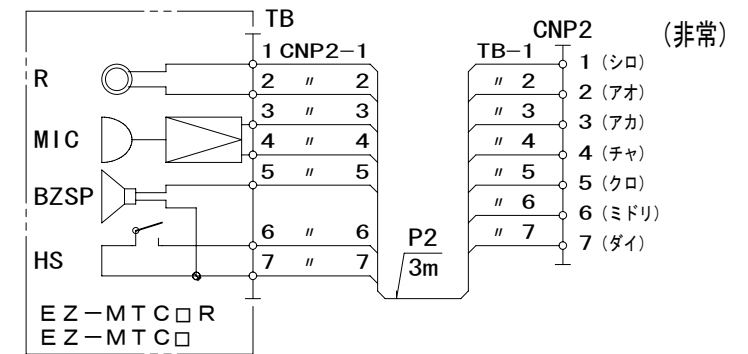 TB
CNP2 (非常)
1 CNP2-1 TB-1 1 (シロ)
R 2 〃 2 〃 2 2 (アオ)
3 〃 3 〃 3 3 (アカ)
MIC 4 〃 4 〃 4 4 (チャ)
5 〃 5 〃 5 5 (クロ)
BZSP 〃 6 6 (ミドリ)
6 〃 6 P2 〃 7 7 (ダイ)
HS 7 〃 7 3m
EZ-MTC□R
EZ-MTC□